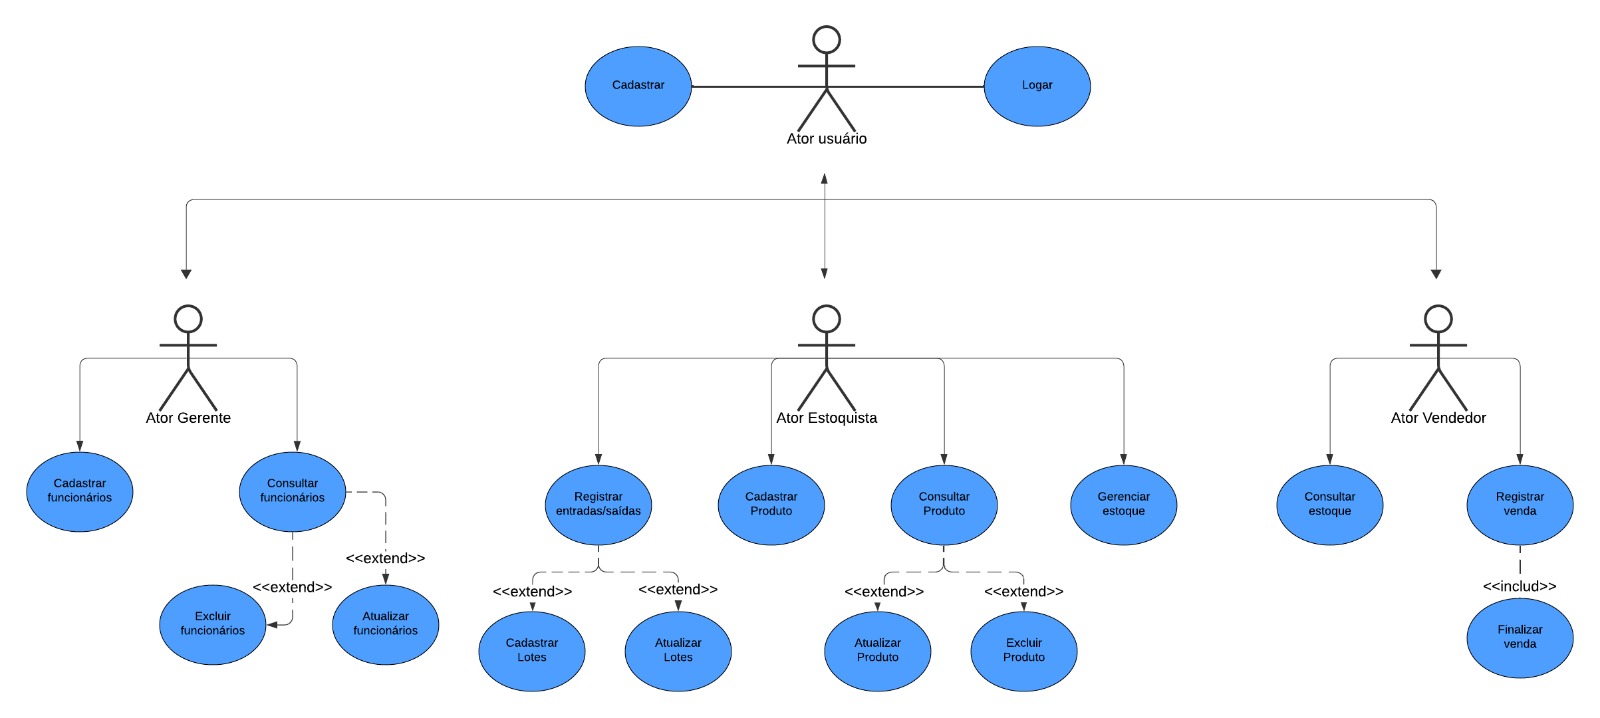 Cadastrar
Logar
Ator usuário
Ator Gerente
Ator Estoquista
Ator Vendedor
Cadastrar
funcionários
Consultar
funcionários
Registrar
entradas/saídas
Cadastrar
Produto
Consultar
Produto
Gerenciar
estoque
Consultar
estoque
Registrar
venda
<<extend>>
<<extend>>
<<extend>>
<<extend>>
<<extend>>
<<extend>>
<<includ>>
Excluir
funcionários
Atualizar
funcionários
Cadastrar
Lotes
Atualizar
Lotes
Atualizar
Produto
Excluir
Produto
Finalizar
venda